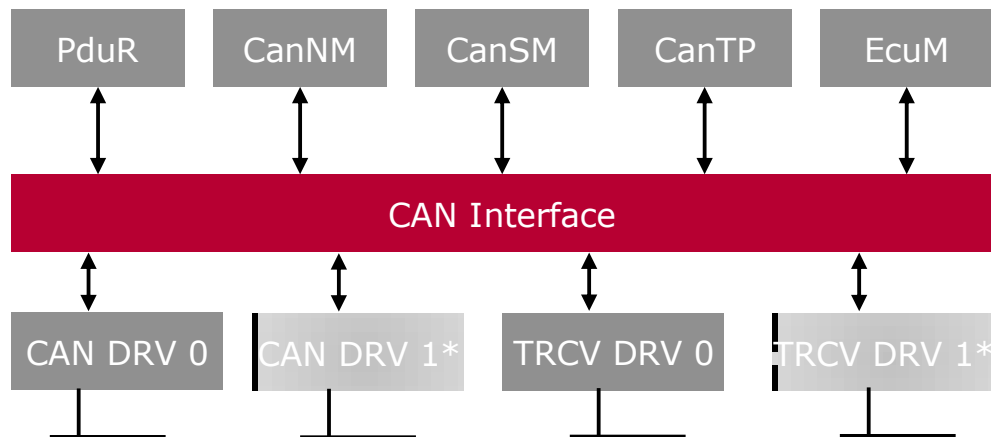 PduR
CanNM
CanSM
CanTP
EcuM
CAN Interface
CAN DRV 0
CAN DRV 1*
TRCV DRV 0
TRCV DRV 1*